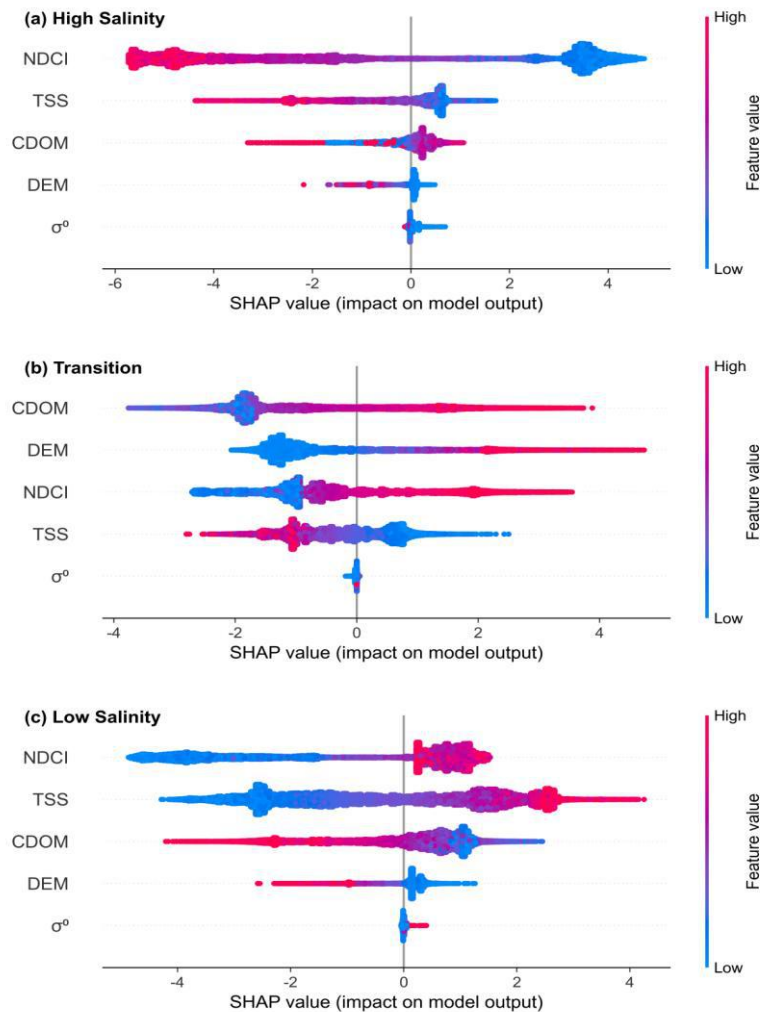 (a) High Salinity
High
NDCI
TSS
CDOM
DEM
σº
Feature value
Low
-6 -4 -2 0 2 4
SHAP value (impact on model output)
(b) Transition
High
CDOM
DEM
NDCI
TSS
σº
Feature value
Low
-4 -2 0 2 4
SHAP value (impact on model output)
(c) Low Salinity
High
NDCI
TSS
CDOM
DEM
σº
Feature value
Low
-4 -2 0 2 4
SHAP value (impact on model output)